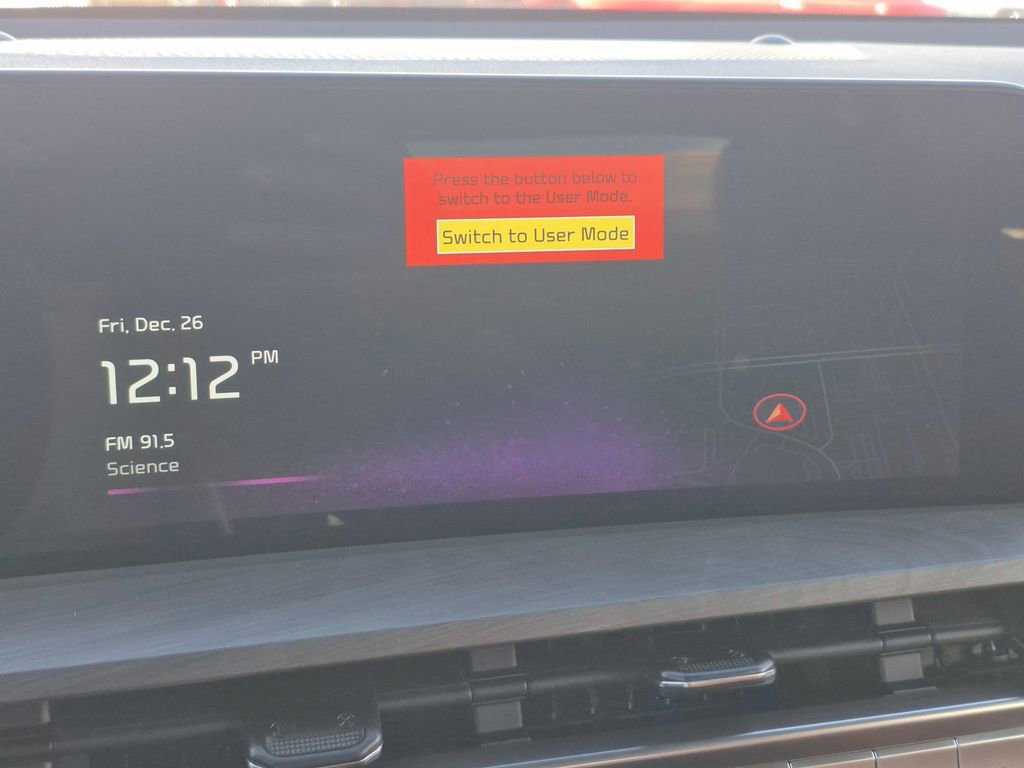 Press the button below to
switch to the User Mode.
Switch to User Mode
Fri, Dec. 26
12:12 PM
FM 91.5
Science